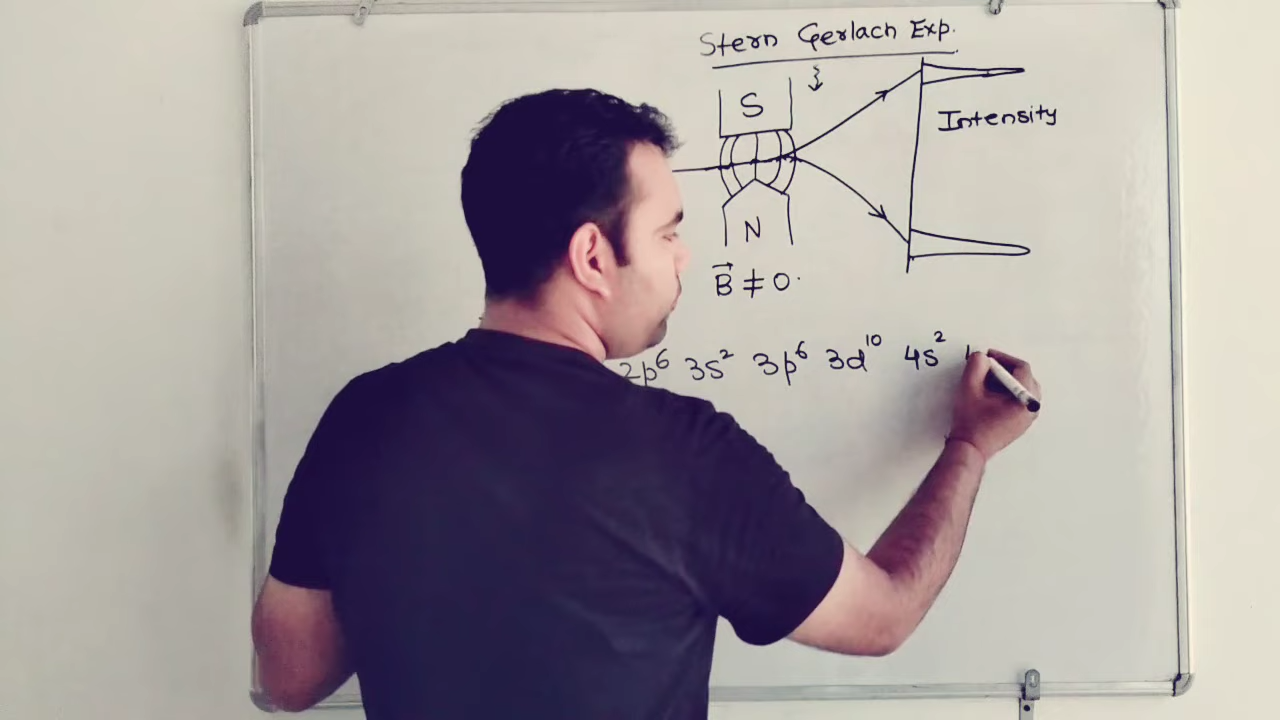 Stern Gerlach Exp.
S
Intensity
N
B⃗ ≠ 0.
2p⁶ 3s² 3p⁶ 3d¹⁰ 4s²